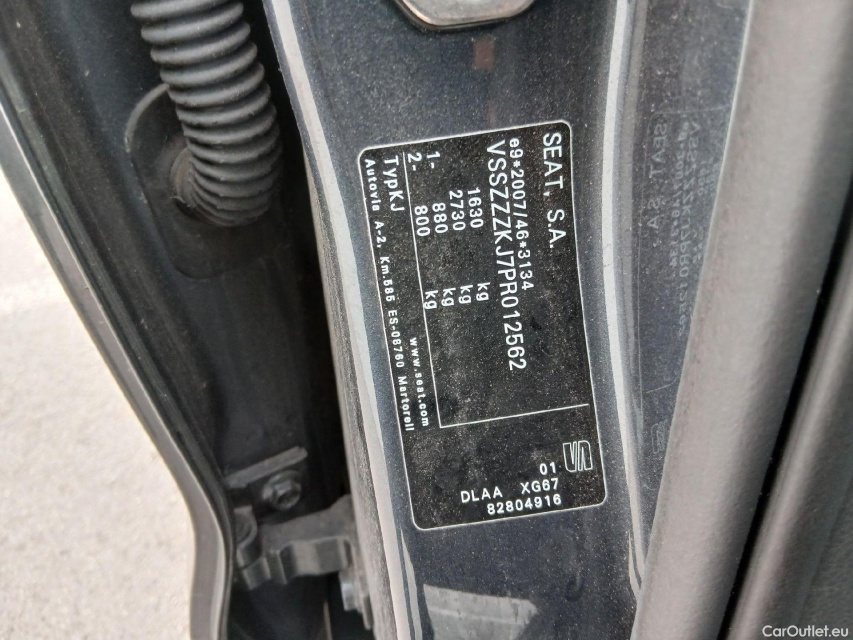 SEAT, S.A.
e9*2007/46*3134
VSSZZZKJ7PR012562
1630 kg
2730 kg
1- 880 kg
2- 800 kg
TypKJ www.seat.com
Autovia A-2, Km.585 ES-08760 Martorell
01
DLAA XG67
82804916
CarOutlet.eu